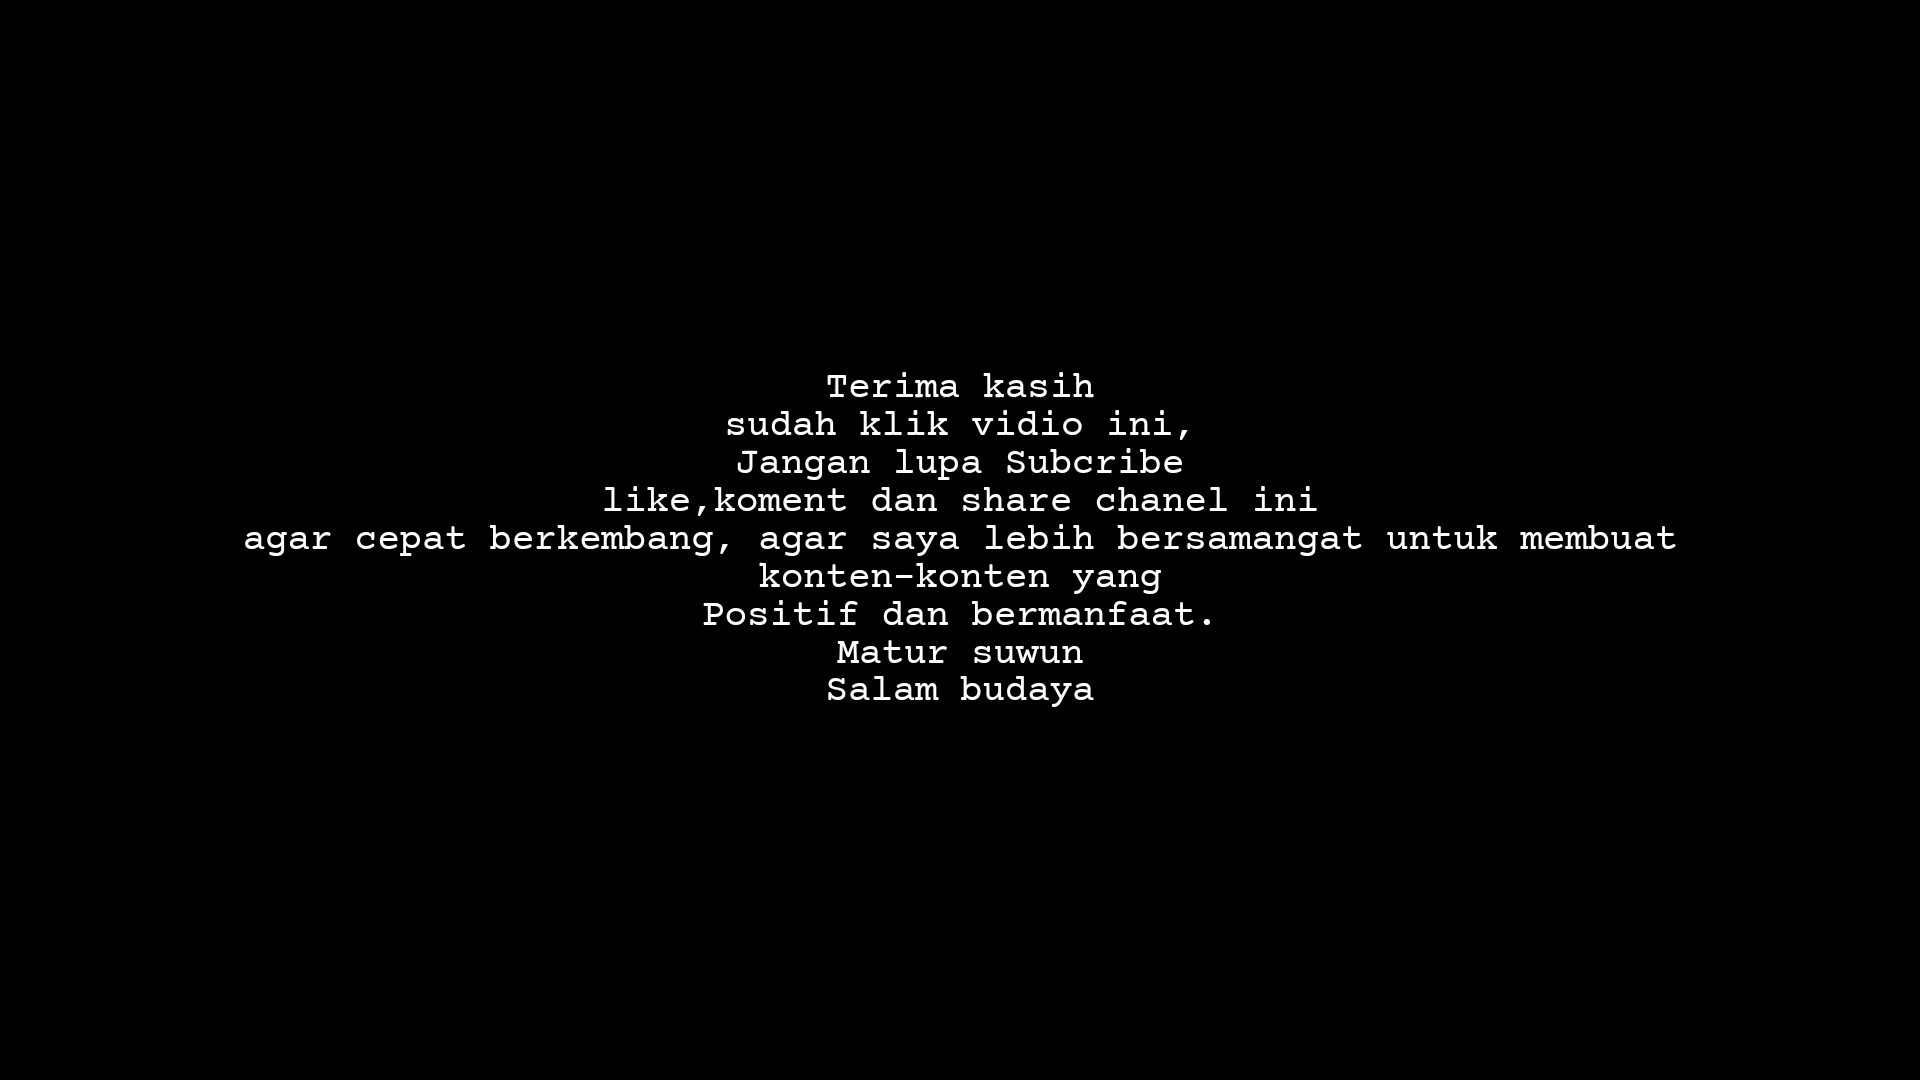 Terima kasih
sudah klik vidio ini,
Jangan lupa Subcribe
like,koment dan share chanel ini
agar cepat berkembang, agar saya lebih bersamangat untuk membuat
konten-konten yang
Positif dan bermanfaat.
Matur suwun
Salam budaya